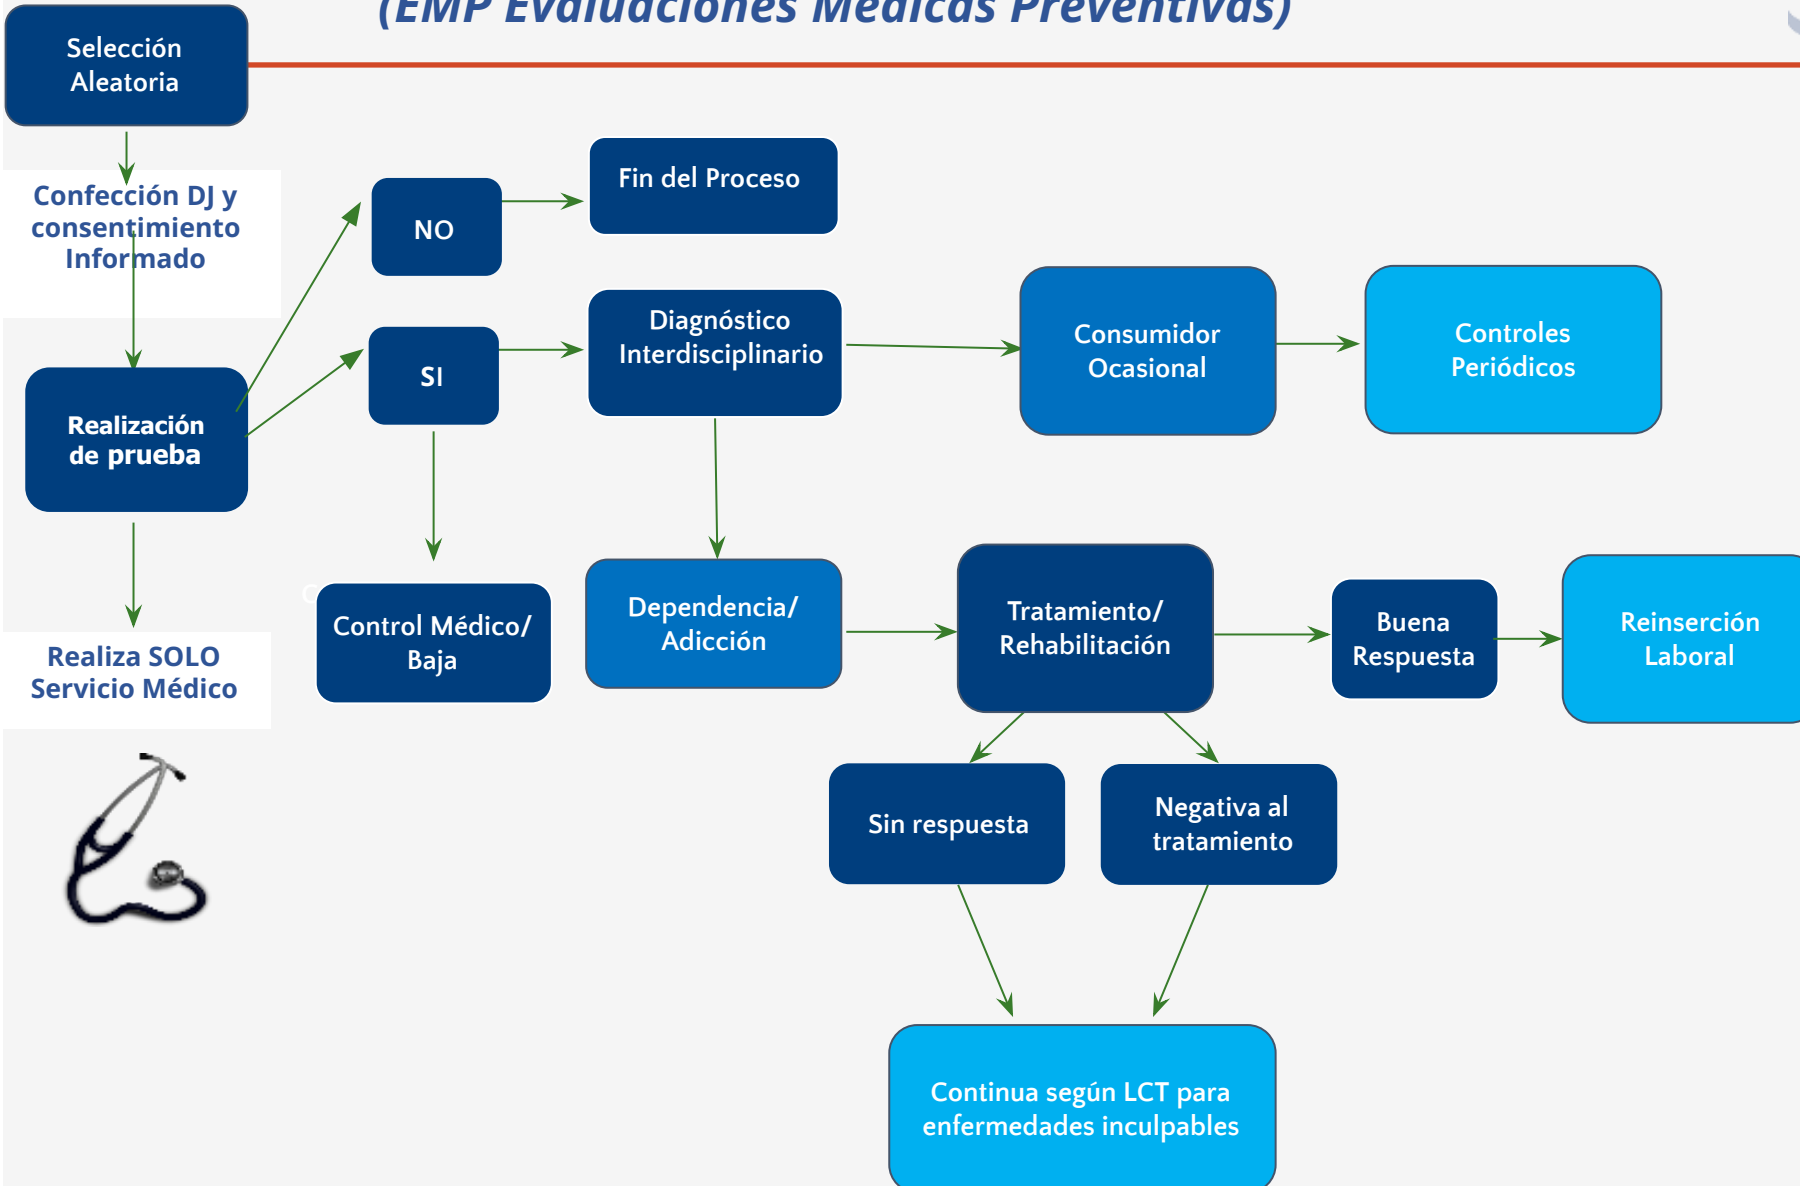 (EMP Evaluaciones Médicas Preventivas)
Selección
Aleatoria
Confección DJ y
consentimiento
Informado
Realización
de prueba
Realiza SOLO
Servicio Médico
NO
Fin del Proceso
SI
Diagnóstico
Interdisciplinario
Consumidor
Ocasional
Controles
Periódicos
Control Médico/
Baja
Dependencia/
Adicción
Tratamiento/
Rehabilitación
Buena
Respuesta
Reinserción
Laboral
Sin respuesta
Negativa al
tratamiento
Continua según LCT para
enfermedades inculpables